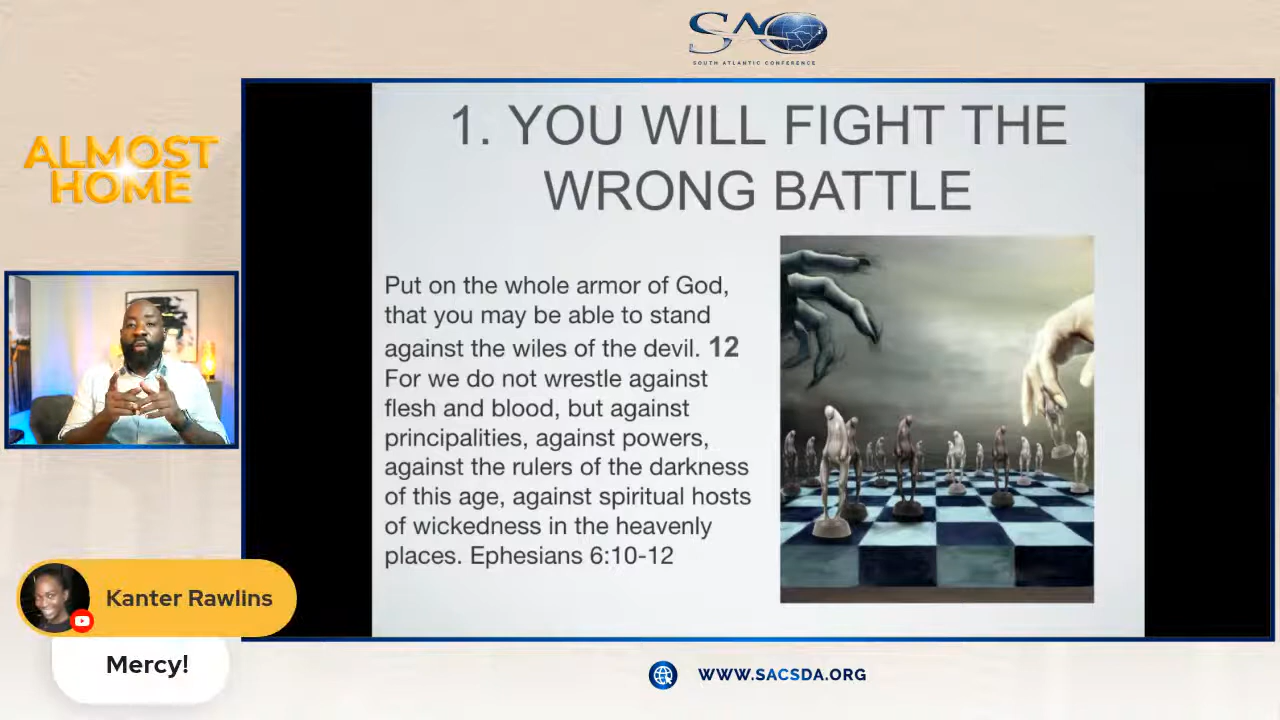 SAC
SOUTH ATLANTIC CONFERENCE
ALMOST
HOME
1. YOU WILL FIGHT THE
WRONG BATTLE
Put on the whole armor of God,
that you may be able to stand
against the wiles of the devil. 12
For we do not wrestle against
flesh and blood, but against
principalities, against powers,
against the rulers of the darkness
of this age, against spiritual hosts
of wickedness in the heavenly
places. Ephesians 6:10-12
Kanter Rawlins
Mercy!
WWW.SACSDA.ORG